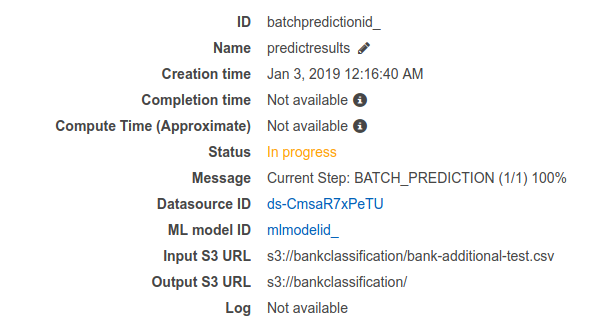 ID batchpredictionid_
Name predictresults
Creation time Jan 3, 2019 12:16:40 AM
Completion time Not available
Compute Time (Approximate) Not available
Status In progress
Message Current Step: BATCH_PREDICTION (1/1) 100%
Datasource ID ds-CmsaR7xPeTU
ML model ID mlmodelid_
Input S3 URL s3://bankclassification/bank-additional-test.csv
Output S3 URL s3://bankclassification/
Log Not available